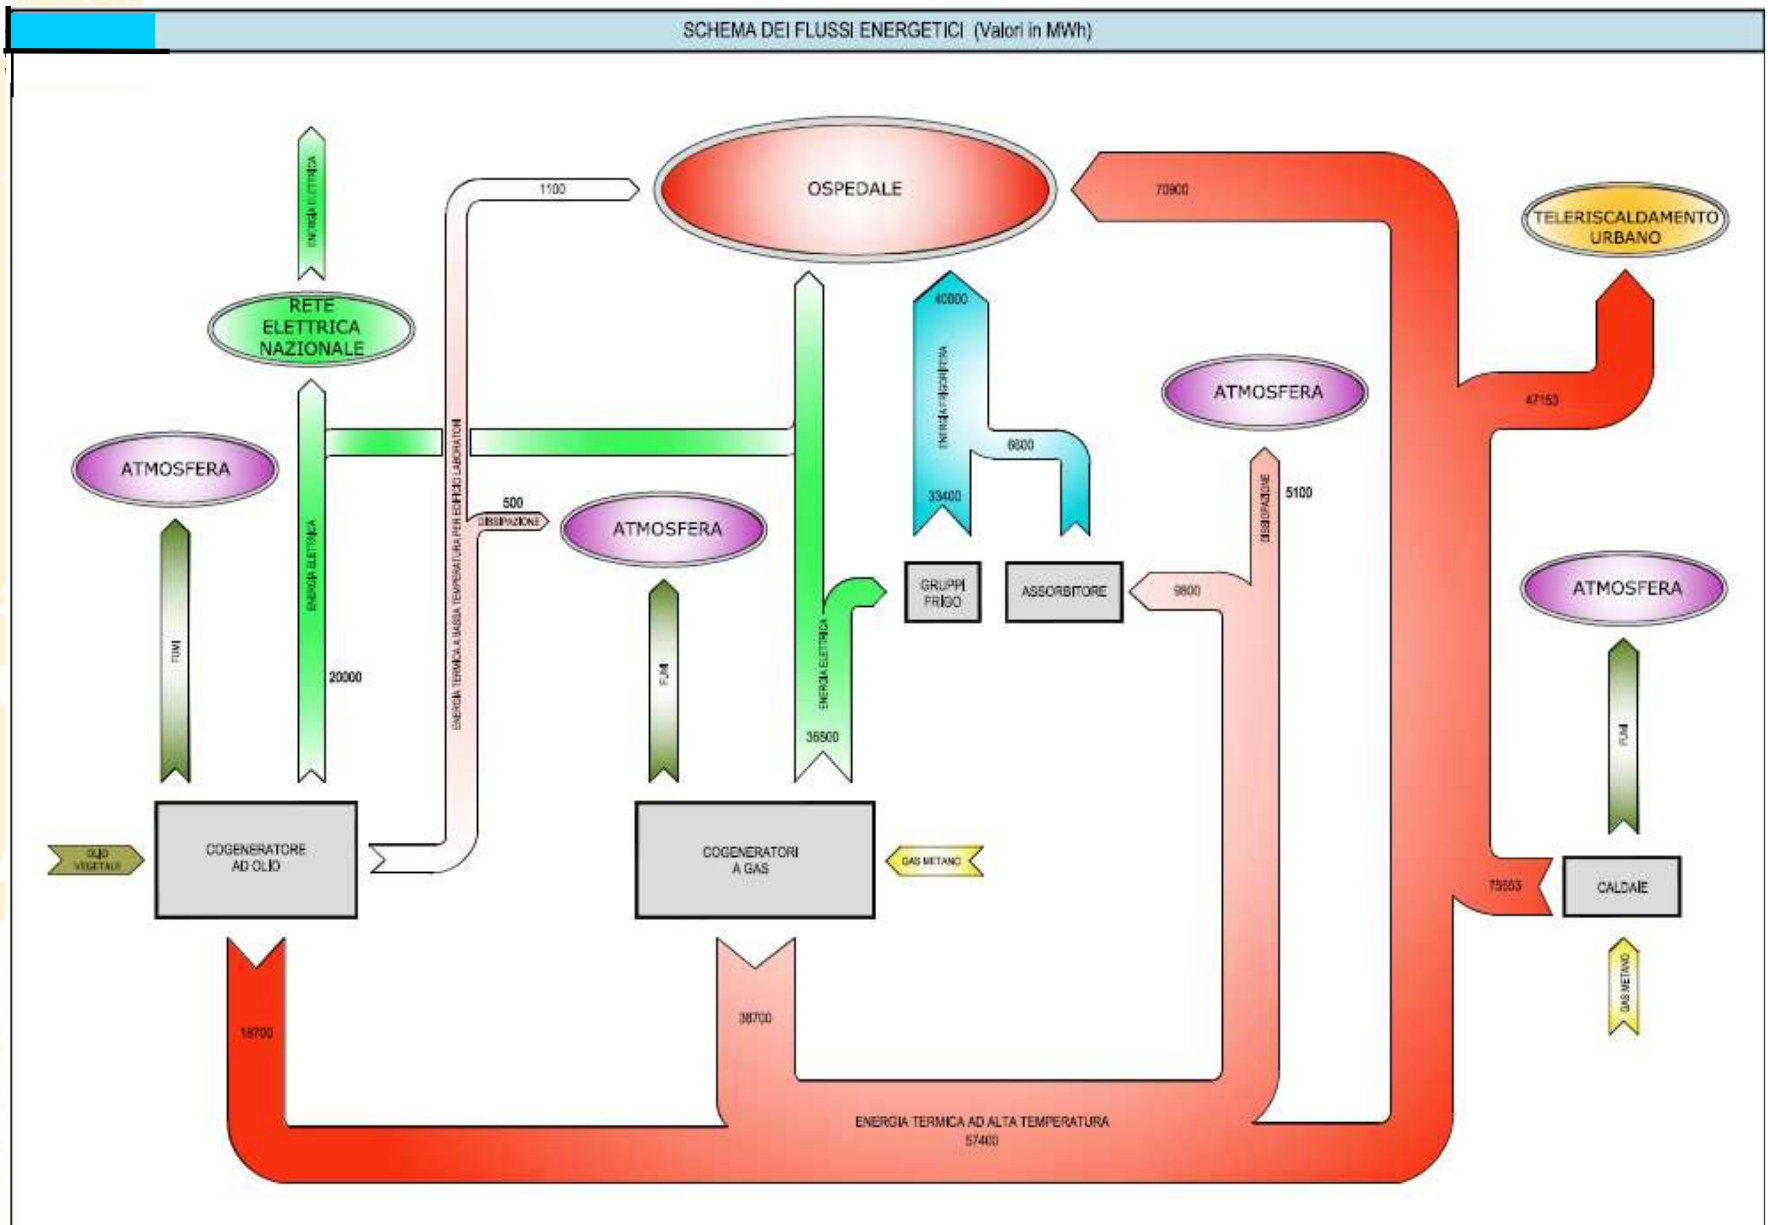 SCHEMA DEI FLUSSI ENERGETICI (Valori in MWh)
ENERGIA ELETTRICA
1100
OSPEDALE
70900
TELERISCALDAMENTO
URBANO
RETE
ELETTRICA
NAZIONALE
40000
ENERGIA FRIGORIFERA
ATMOSFERA
47153
ATMOSFERA
6600
ENERGIA TERMICA A BASSA TEMPERATURA PER EDIFICIO LABORATORI
500
DISSIPAZIONE
ATMOSFERA
33400
DISSIOPAZIONE
5100
ENERGIA ELETTRICA
GRUPPI
FRIGO
ASSORBITORE
9800
ATMOSFERA
FUMI
20000
FUMI
ENERGIA ELETTRICA
36600
FUMI
OLIO
VEGETALE
COGENERATORE
AD OLIO
COGENERATORI
A GAS
GAS METANO
CALDAIE
GAS METANO
18700
38700
ENERGIA TERMICA AD ALTA TEMPERATURA
57400